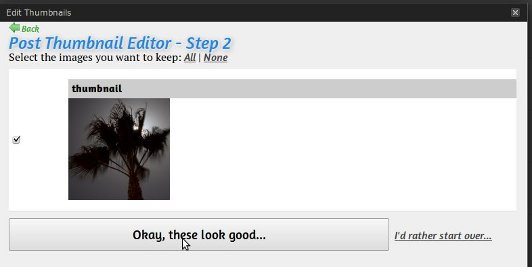 Edit Thumbnails
Back
Post Thumbnail Editor - Step 2
Select the images you want to keep: All | None
thumbnail
Okay, these look good...
I'd rather start over...